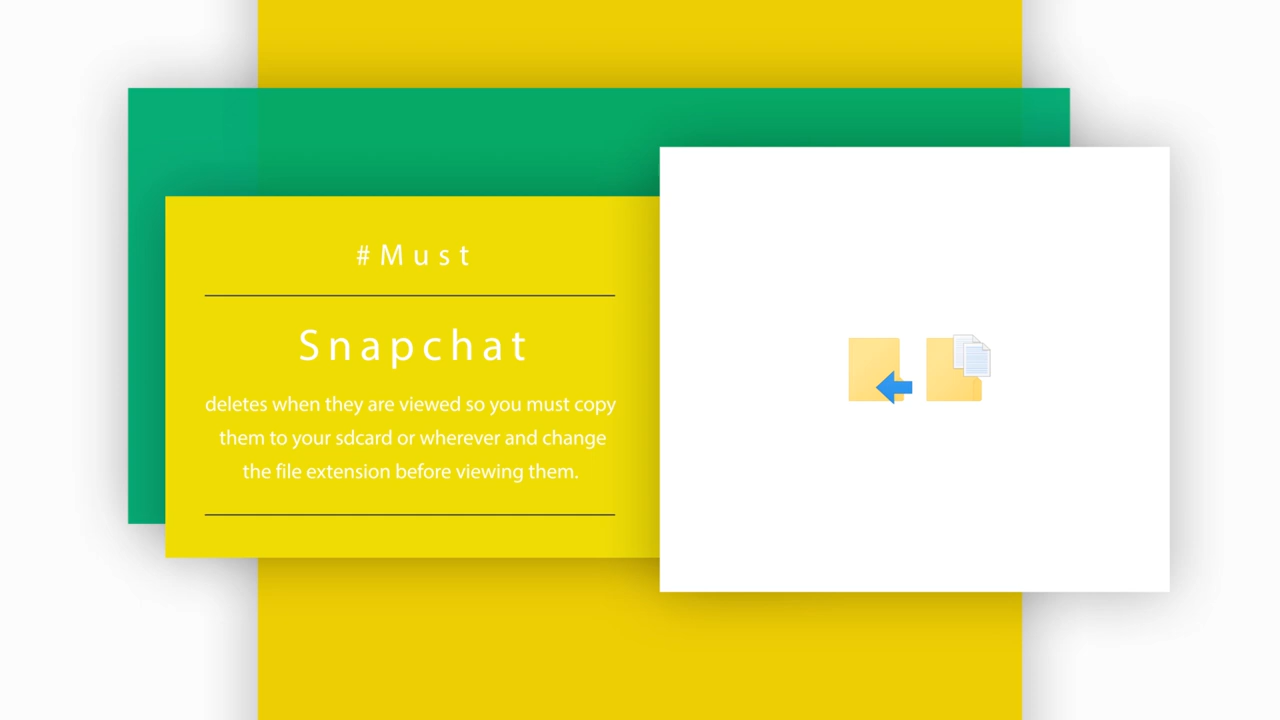 #Must
Snapchat
deletes when they are viewed so you must copy
them to your sdcard or wherever and change
the file extension before viewing them.